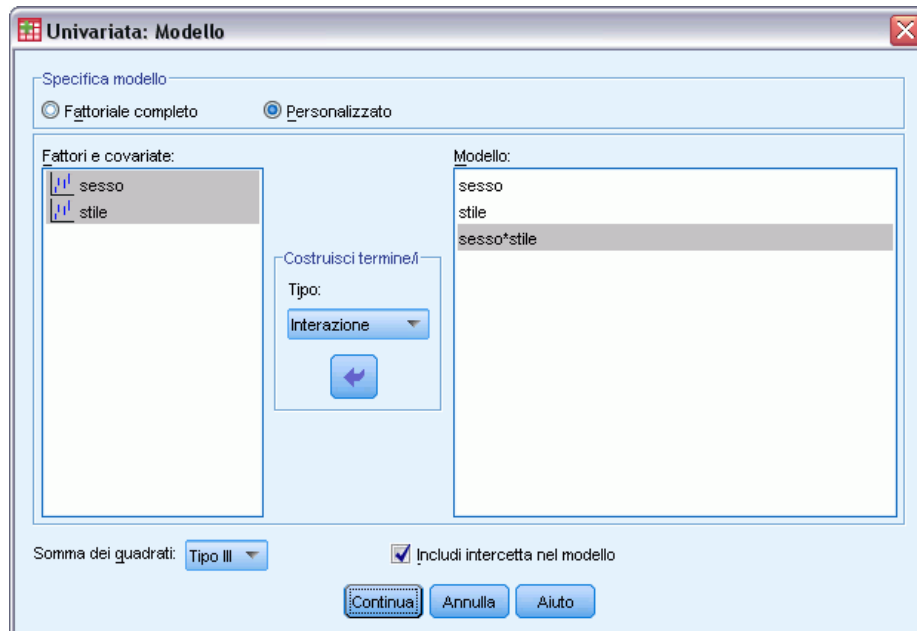 Univariata: Modello
Specifica modello
Fattoriale completo
Personalizzato
Fattori e covariate:
sesso
stile
Costruisci termine/i
Tipo:
Interazione
Modello:
sesso
stile
sesso*stile
Somma dei quadrati:
Tipo III
Includi intercetta nel modello
Continua
Annulla
Aiuto